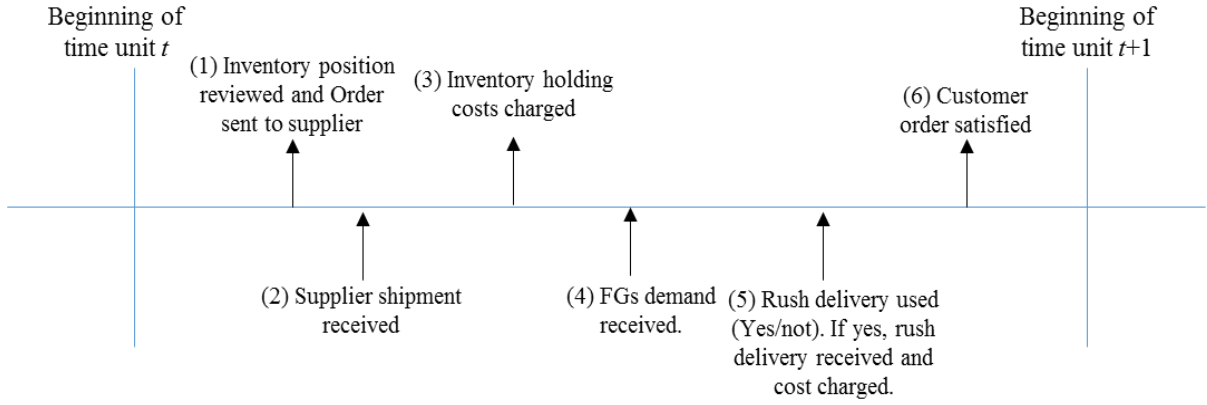 Beginning of
time unit t
Beginning of
time unit t+1
(1) Inventory position
reviewed and Order
sent to supplier
(3) Inventory holding
costs charged
(6) Customer
order satisfied
(2) Supplier shipment
received
(4) FGs demand
received.
(5) Rush delivery used
(Yes/not). If yes, rush
delivery received and
cost charged.